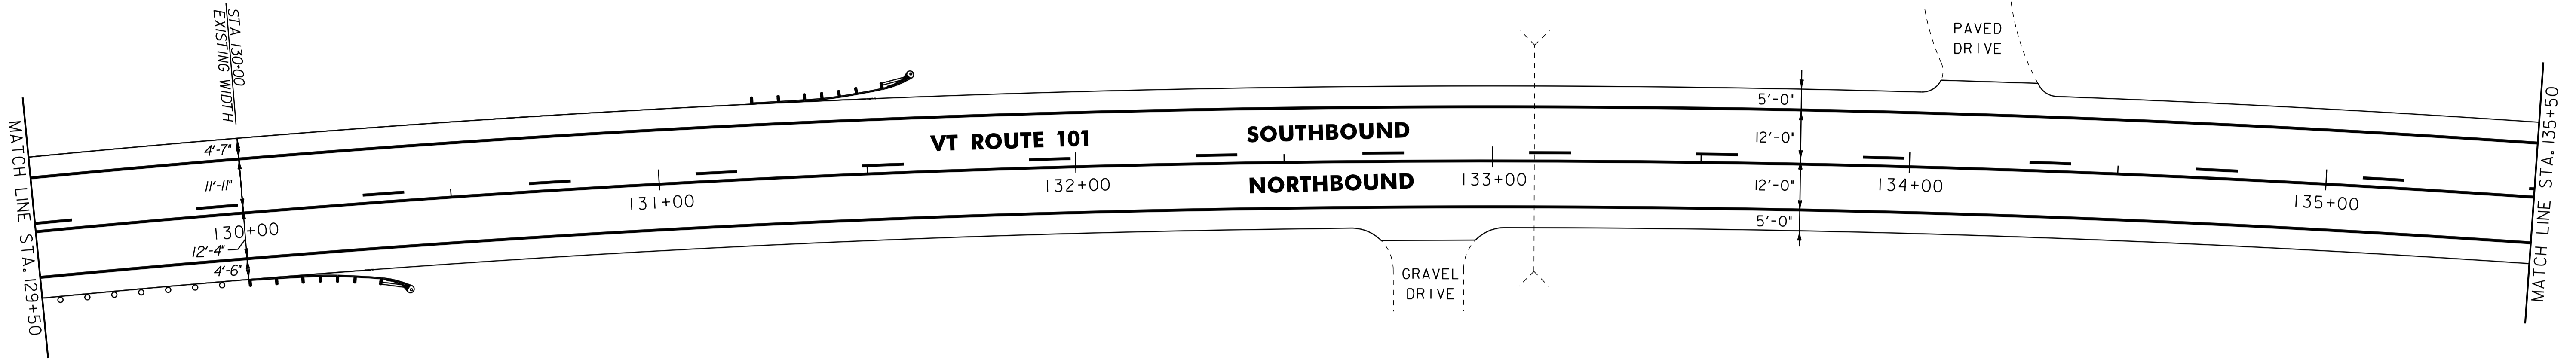 MATCH LINE STA. 129+50
STA 130+00
EXISTING WIDTH
4'-7"
11'-11"
130+00
12'-4"
4'-6"
131+00
VT ROUTE 101
132+00
SOUTHBOUND
NORTHBOUND
133+00
GRAVEL
DRIVE
5'-0"
12'-0"
12'-0"
5'-0"
134+00
PAVED
DRIVE
135+00
MATCH LINE STA. 135+50